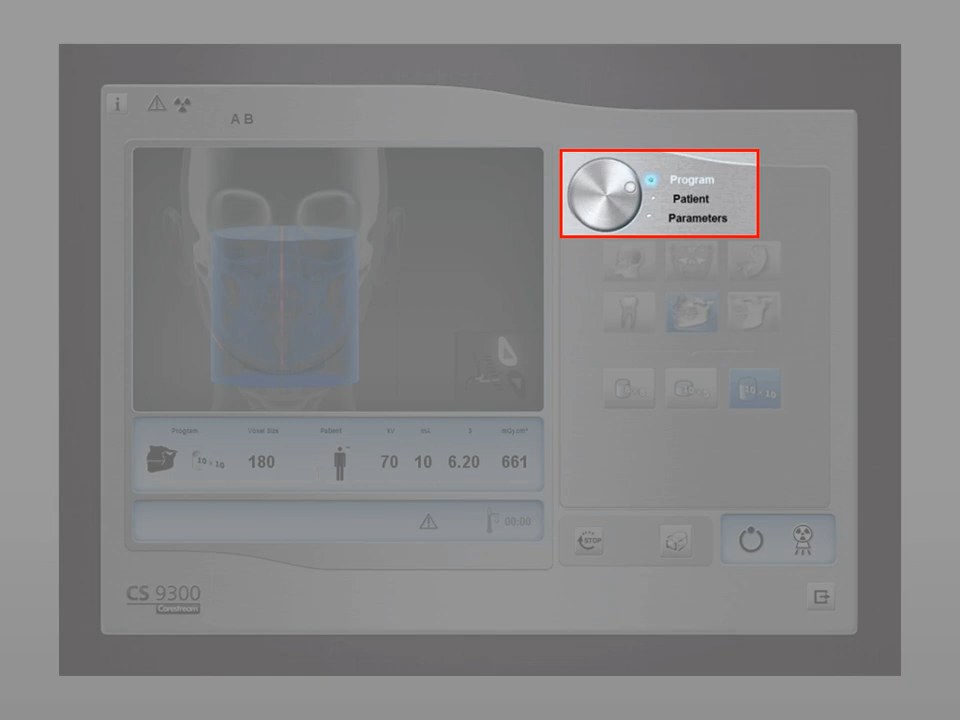 i
A B
Program
Patient
Parameters
10 x 10
Program Voxel Size Patient kV mA s mGy.cm²
10 x 10 180 70 10 6.20 661
00:00
STOP
CS 9300
Carestream